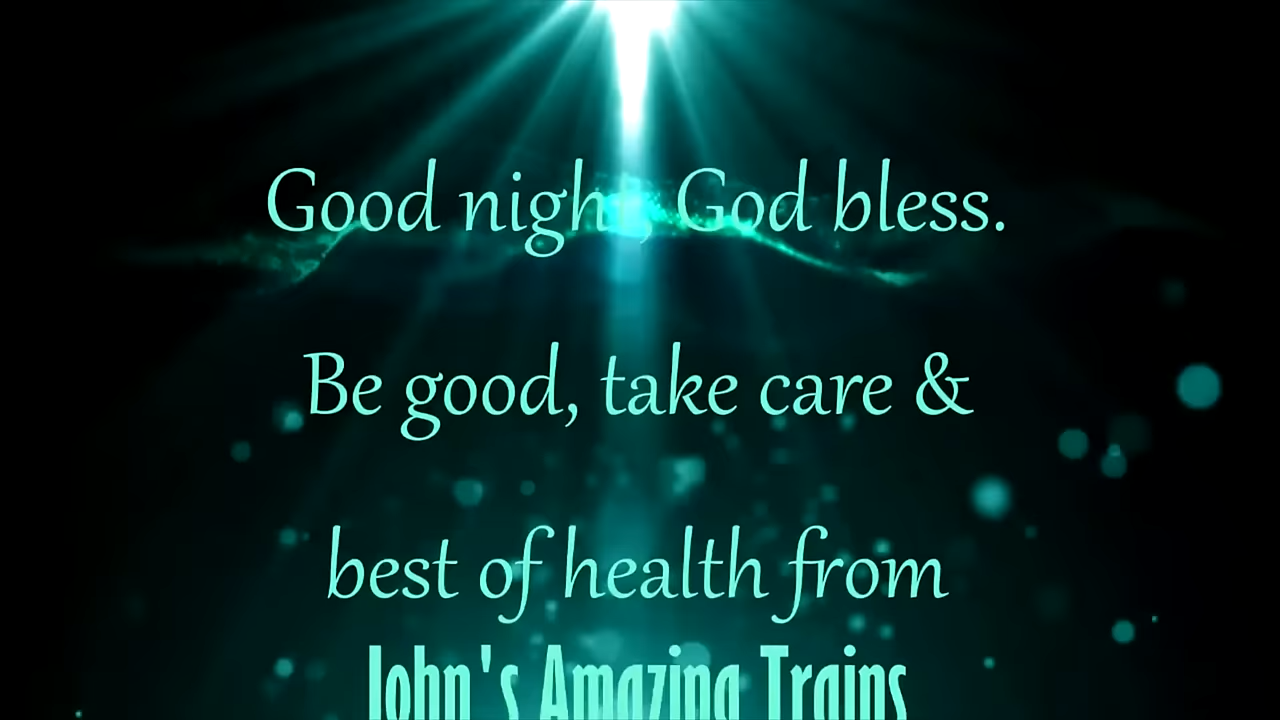 Good night, God bless.
Be good, take care &
best of health from
John's Amazing Trains